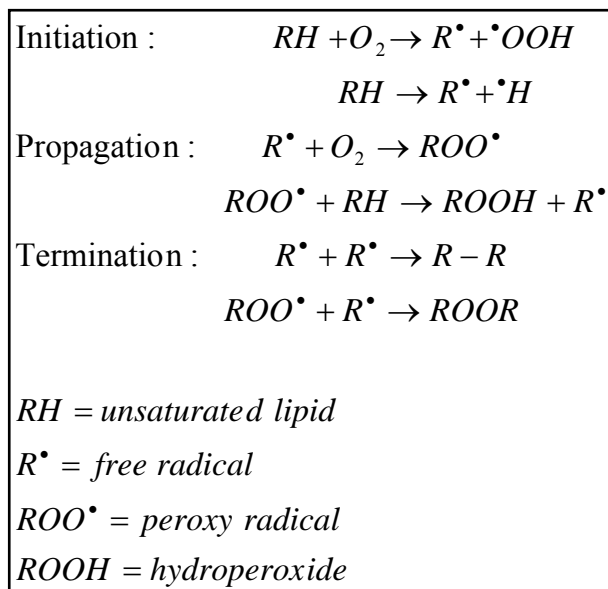 Initiation : RH + O₂ → R• + •OOH
RH → R• + •H
Propagation : R• + O₂ → ROO•
ROO• + RH → ROOH + R•
Termination : R• + R• → R – R
ROO• + R• → ROOR
RH = unsaturated lipid
R• = free radical
ROO• = peroxy radical
ROOH = hydroperoxide